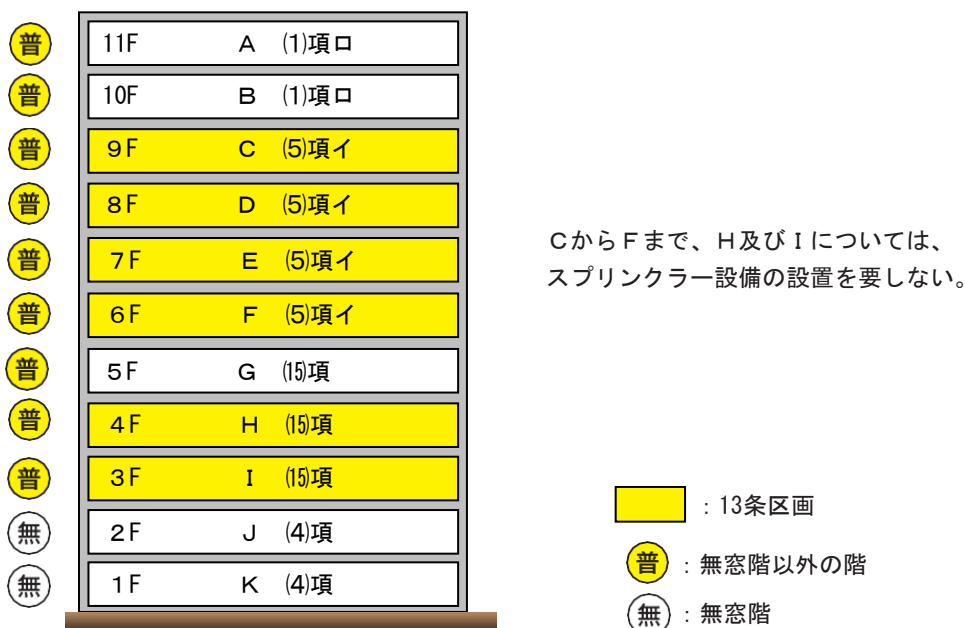 普 11F A (1)項ロ
普 10F B (1)項ロ
普 9F C (5)項イ
普 8F D (5)項イ
普 7F E (5)項イ
普 6F F (5)項イ
普 5F G (15)項
普 4F H (15)項
普 3F I (15)項
無 2F J (4)項
無 1F K (4)項
CからFまで、H及びIについては、
スプリンクラー設備の設置を要しない。
：13条区画
普：無窓階以外の階
無：無窓階